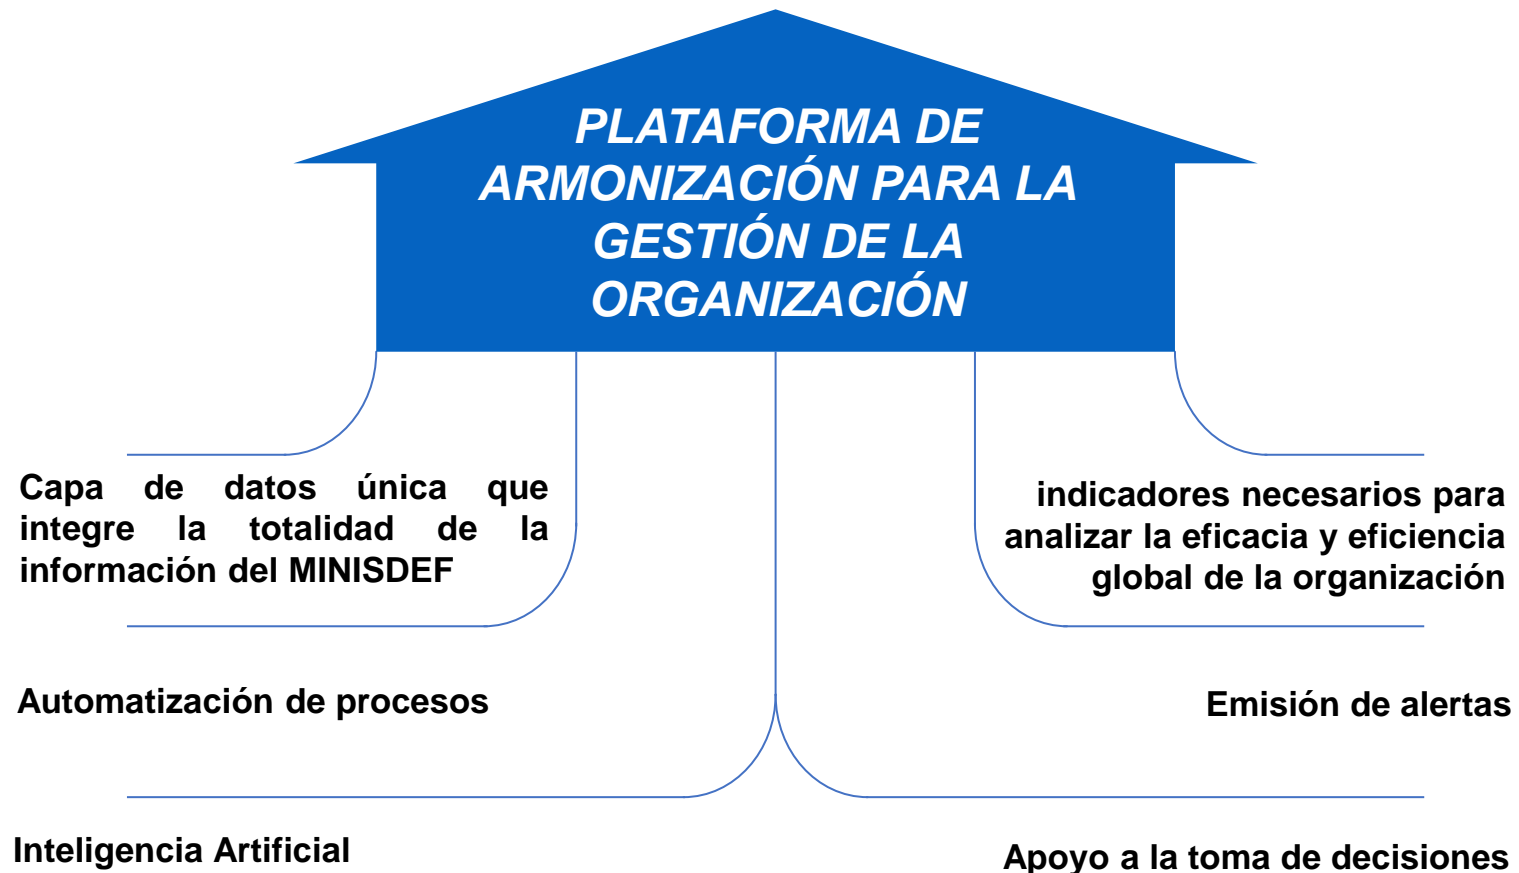 PLATAFORMA DE
ARMONIZACIÓN PARA LA
GESTIÓN DE LA
ORGANIZACIÓN
Capa de datos única que
integre la totalidad de la
información del MINISDEF
indicadores necesarios para
analizar la eficacia y eficiencia
global de la organización
Automatización de procesos
Emisión de alertas
Inteligencia Artificial
Apoyo a la toma de decisiones